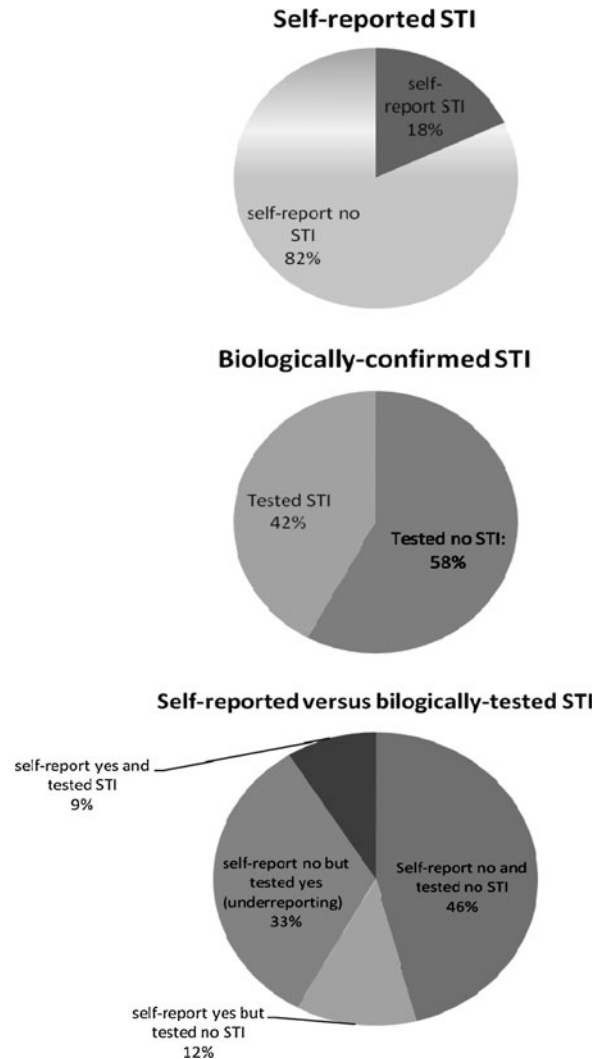 Self-reported STI
self-
report STI
18%
self-report no
STI
82%
Biologically-confirmed STI
Tested STI
42%
Tested no STI:
58%
Self-reported versus bilogically-tested STI
self-report yes and
tested STI
9%
self-report no but
tested yes
(underreporting)
33%
Self-report no and
tested no STI
46%
self-report yes but
tested no STI
12%